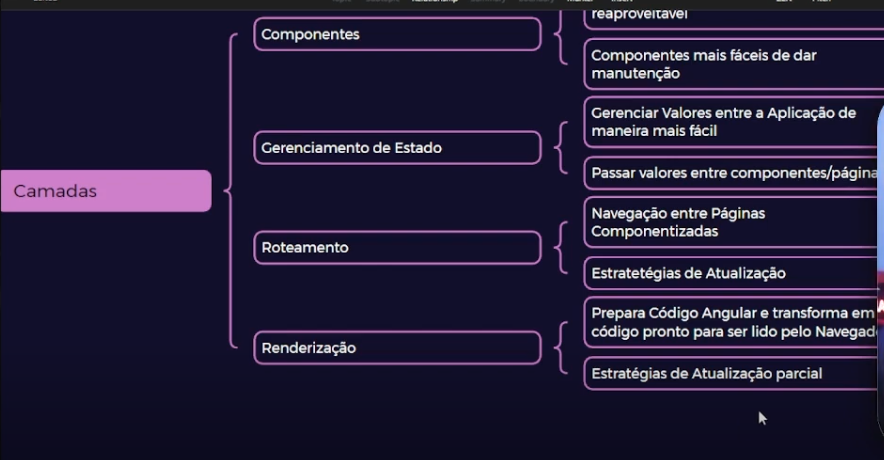 reaproveitável
Componentes
Componentes mais fáceis de dar
manutenção
Gerenciar Valores entre a Aplicação de
maneira mais fácil
Gerenciamento de Estado
Passar valores entre componentes/página
Camadas
Navegação entre Páginas
Componentizadas
Roteamento
Estratetégias de Atualização
Prepara Código Angular e transforma em
código pronto para ser lido pelo Navegad
Renderização
Estratégias de Atualização parcial